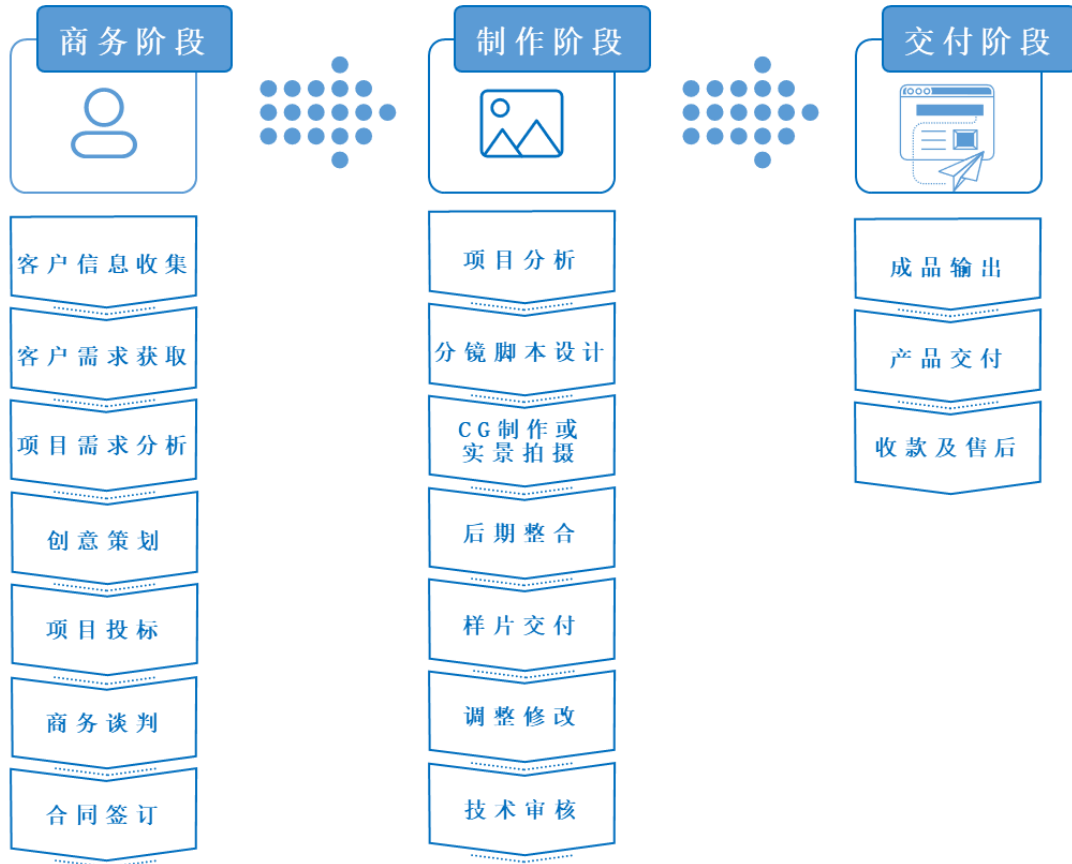 商务阶段
制作阶段
交付阶段
客户信息收集
客户需求获取
项目需求分析
创意策划
项目投标
商务谈判
合同签订
项目分析
分镜脚本设计
CG制作或
实景拍摄
后期整合
样片交付
调整修改
技术审核
成品输出
产品交付
收款及售后